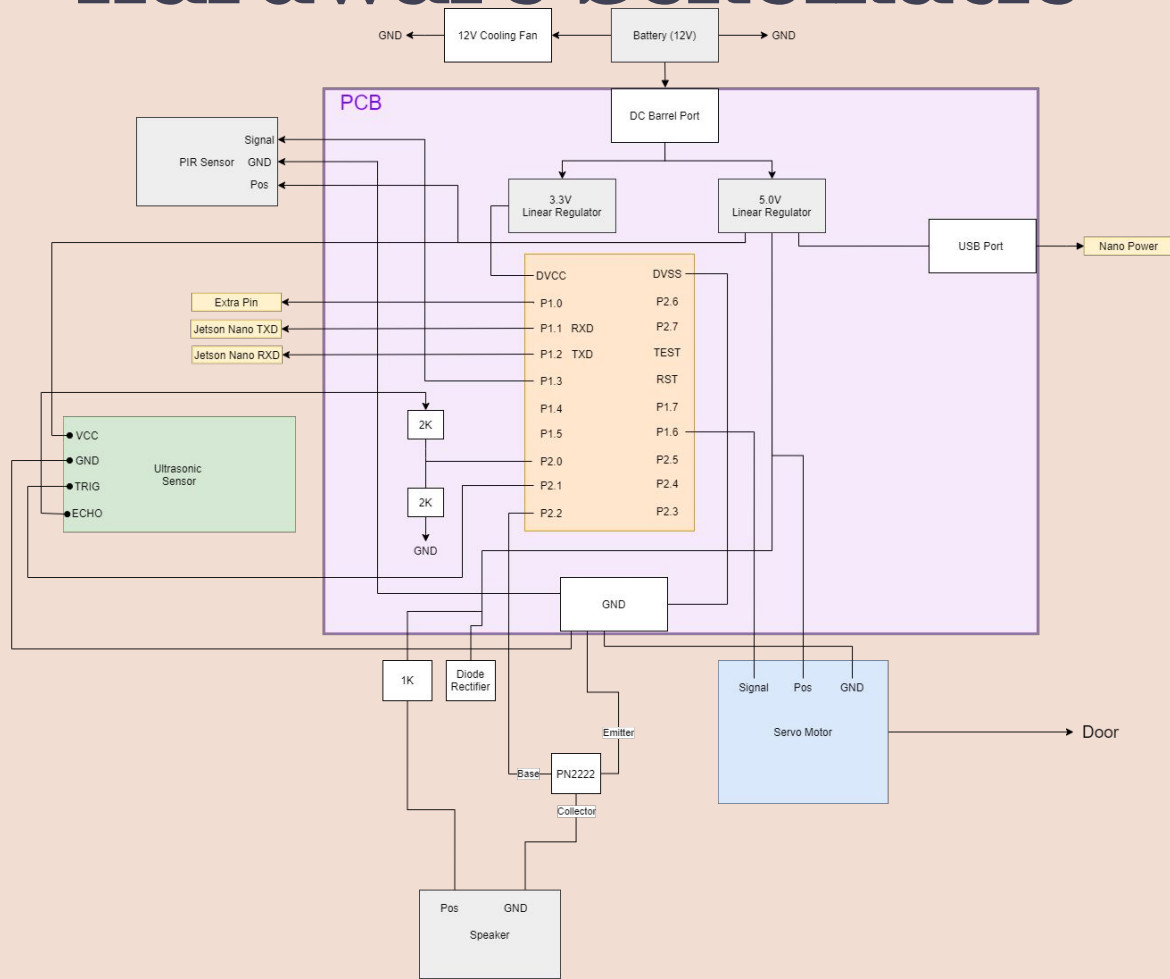 Hardware Schematic
GND
12V Cooling Fan
Battery (12V)
GND
PCB
DC Barrel Port
Signal
PIR Sensor
GND
Pos
3.3V
Linear Regulator
5.0V
Linear Regulator
USB Port
Nano Power
DVCC
DVSS
Extra Pin
P1.0
P2.6
Jetson Nano TXD
P1.1 RXD
P2.7
Jetson Nano RXD
P1.2 TXD
TEST
P1.3
RST
P1.4
P1.7
2K
P1.5
P1.6
VCC
GND
Ultrasonic
Sensor
TRIG
ECHO
P2.0
P2.5
P2.1
P2.4
2K
P2.2
P2.3
GND
GND
1K
Diode
Rectifier
Signal
Pos
GND
Servo Motor
Door
Emitter
Base
PN2222
Collector
Pos
GND
Speaker